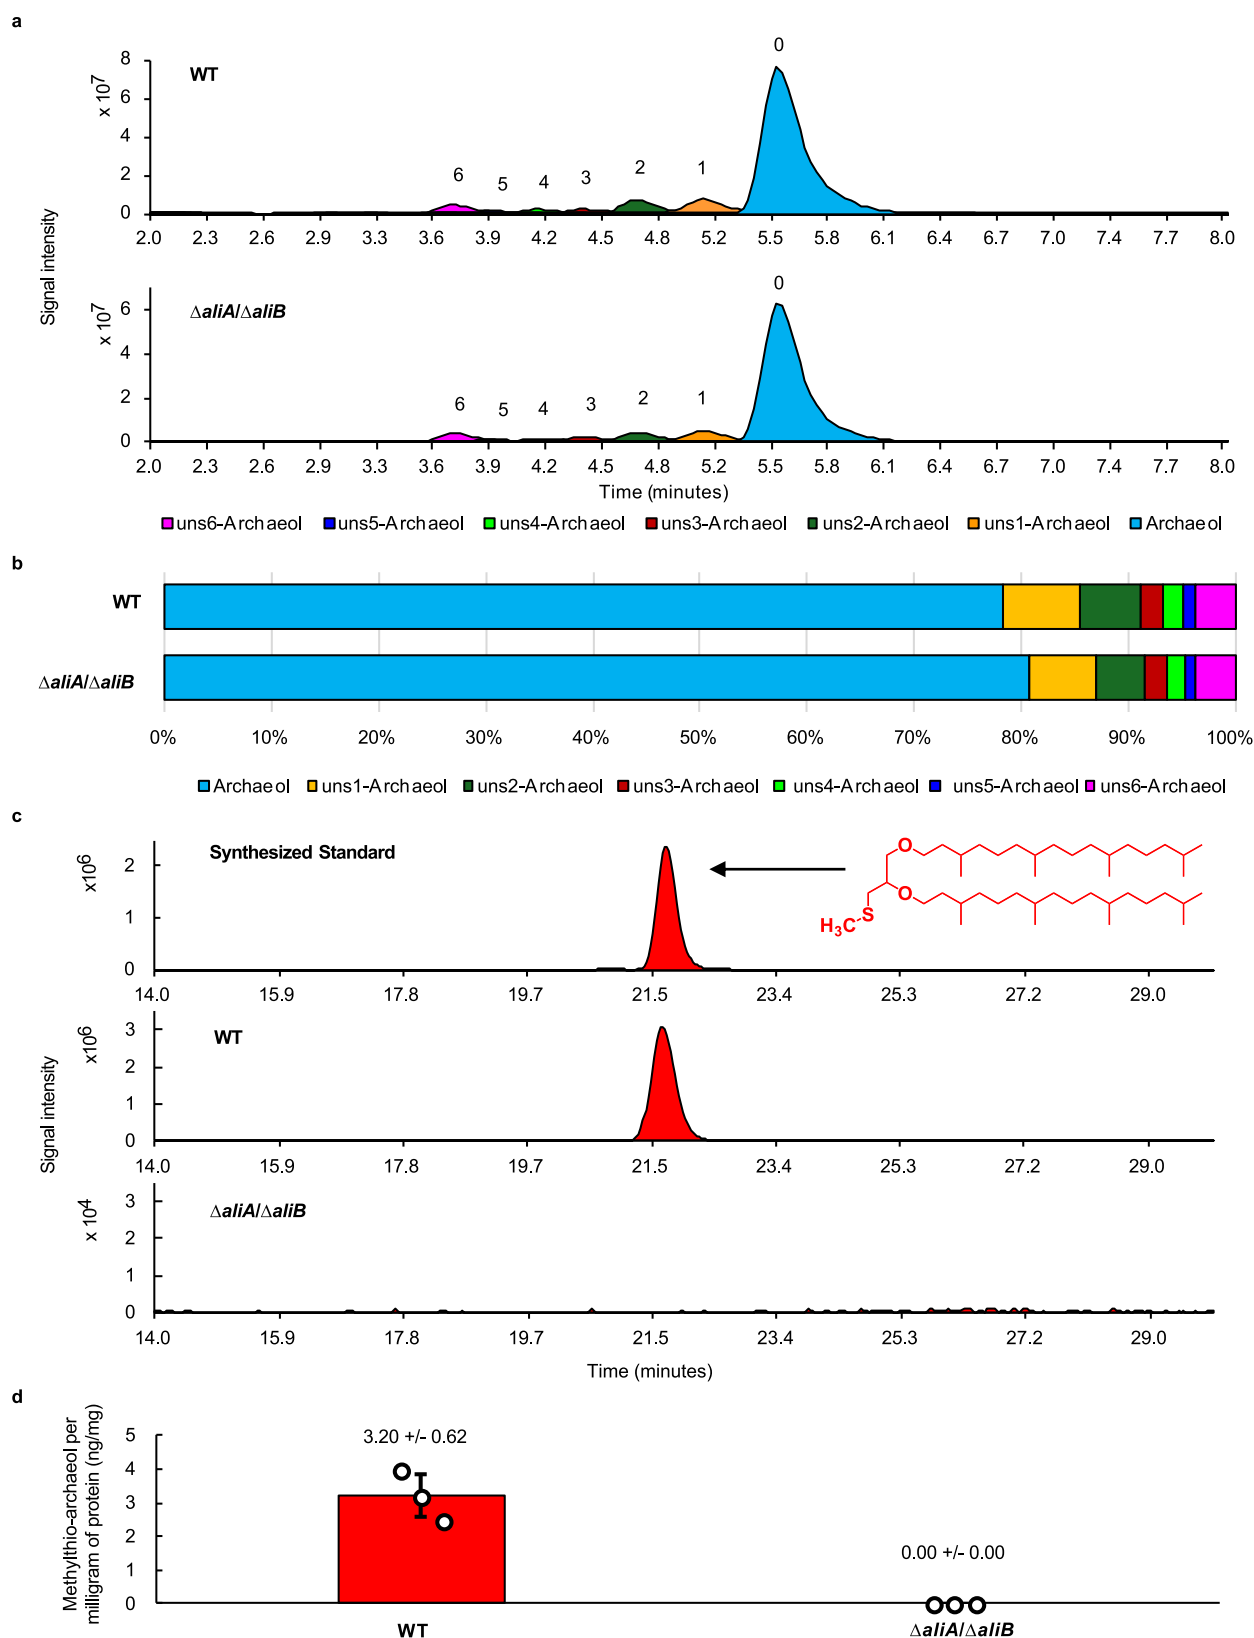 a
0
8
6
4
2
0
x 10⁷
WT
6
5
4
3
2
1
2.0 2.3 2.6 2.9 3.3 3.6 3.9 4.2 4.5 4.8 5.2 5.5 5.8 6.1 6.4 6.7 7.0 7.4 7.7 8.0
Signal intensity
0
6
4
2
0
x 10⁷
ΔaliA/ΔaliB
6
5
4
3
2
1
2.0 2.3 2.6 2.9 3.3 3.6 3.9 4.2 4.5 4.8 5.2 5.5 5.8 6.1 6.4 6.7 7.0 7.4 7.7 8.0
Time (minutes)
uns6-Archaeol uns5-Archaeol uns4-Archaeol uns3-Archaeol uns2-Archaeol uns1-Archaeol Archaeol
b
WT
ΔaliA/ΔaliB
0% 10% 20% 30% 40% 50% 60% 70% 80% 90% 100%
Archaeol uns1-Archaeol uns2-Archaeol uns3-Archaeol uns4-Archaeol uns5-Archaeol uns6-Archaeol
c
Synthesized Standard
x10⁶
2
1
0
O
O
S
H₃C
14.0 15.9 17.8 19.7 21.5 23.4 25.3 27.2 29.0
WT
x10⁶
3
2
1
0
14.0 15.9 17.8 19.7 21.5 23.4 25.3 27.2 29.0
Signal intensity
ΔaliA/ΔaliB
x 10⁴
3
2
1
0
14.0 15.9 17.8 19.7 21.5 23.4 25.3 27.2 29.0
Time (minutes)
d
Methylthio-archaeol per
milligram of protein (ng/mg)
5
4
3
2
1
0
3.20 +/- 0.62
0.00 +/- 0.00
WT
ΔaliA/ΔaliB